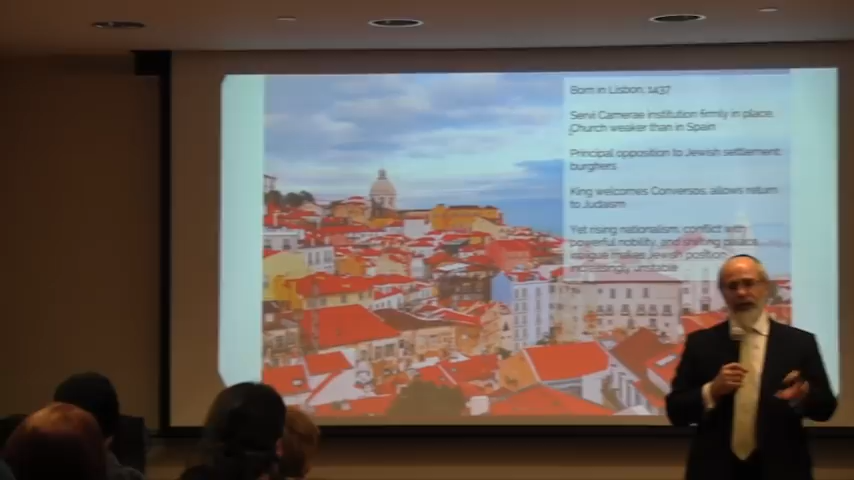 Born in Lisbon, 1437
Servi Camerae institution firmly in place,
Church weaker than in Spain
Principal opposition to Jewish settlement:
burghers
King welcomes Conversos, allows return
to Judaism
Yet rising nationalism, conflict with
powerful nobility, and
makes Jewish position